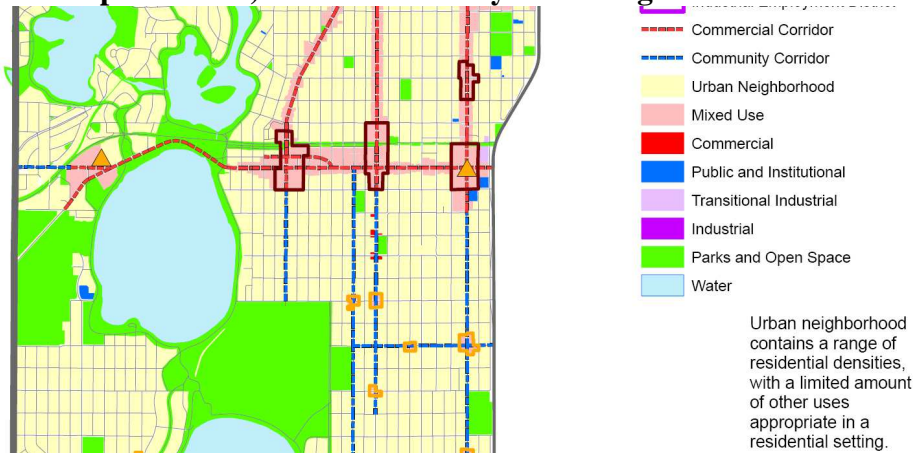 Commercial Corridor
Community Corridor
Urban Neighborhood
Mixed Use
Commercial
Public and Institutional
Transitional Industrial
Industrial
Parks and Open Space
Water
Urban neighborhood
contains a range of
residential densities,
with a limited amount
of other uses
appropriate in a
residential setting.